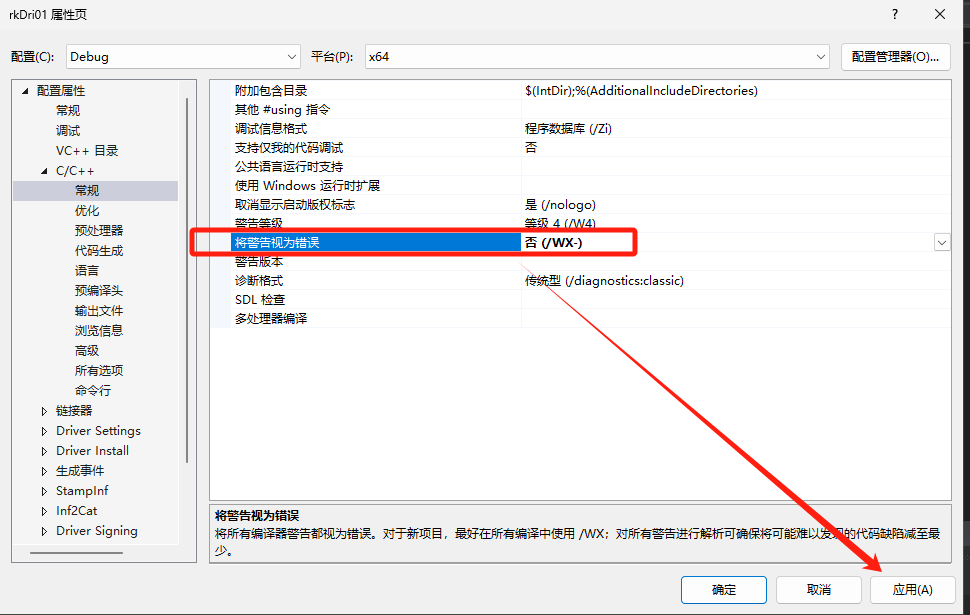 rkDri01 属性页
?
配置(C): Debug 平台(P): x64 配置管理器(O)...
配置属性
常规
调试
VC++ 目录
C/C++
常规
优化
预处理器
代码生成
语言
预编译头
输出文件
浏览信息
高级
所有选项
命令行
链接器
Driver Settings
Driver Install
生成事件
StampInf
Inf2Cat
Driver Signing
附加包含目录 $(IntDir);%(AdditionalIncludeDirectories)
其他 #using 指令
调试信息格式 程序数据库 (/Zi)
支持仅我的代码调试 否
公共语言运行时支持
使用 Windows 运行时扩展
取消显示启动版权标志 是 (/nologo)
警告等级 等级 4 (/W4)
将警告视为错误 否 (/WX-)
警告版本
诊断格式 传统型 (/diagnostics:classic)
SDL 检查
多处理器编译
将警告视为错误
将所有编译器警告都视为错误。对于新项目，最好在所有编译中使用 /WX；对所有警告进行解析可确保将可能难以发现的代码缺陷减至最
少。
确定 取消 应用(A)